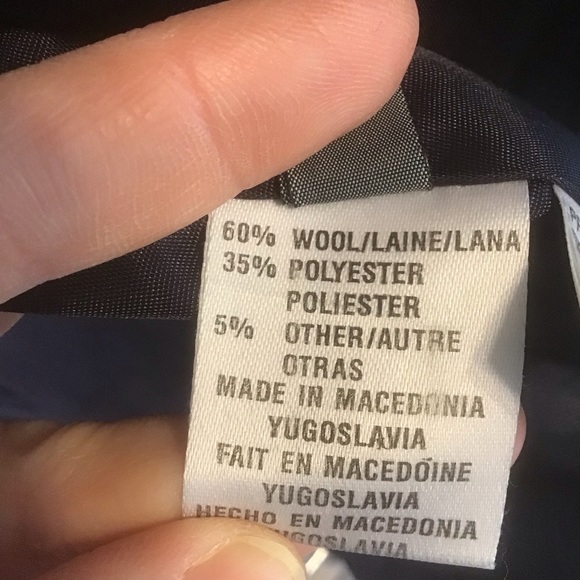 60% WOOL/LAINE/LANA
35% POLYESTER
POLIESTER
5% OTHER/AUTRE
OTRAS
MADE IN MACEDONIA
YUGOSLAVIA
FAIT EN MACEDÓINE
YUGOSLAVIA
HECHO EN MACEDONIA
YUGOSLAVIA